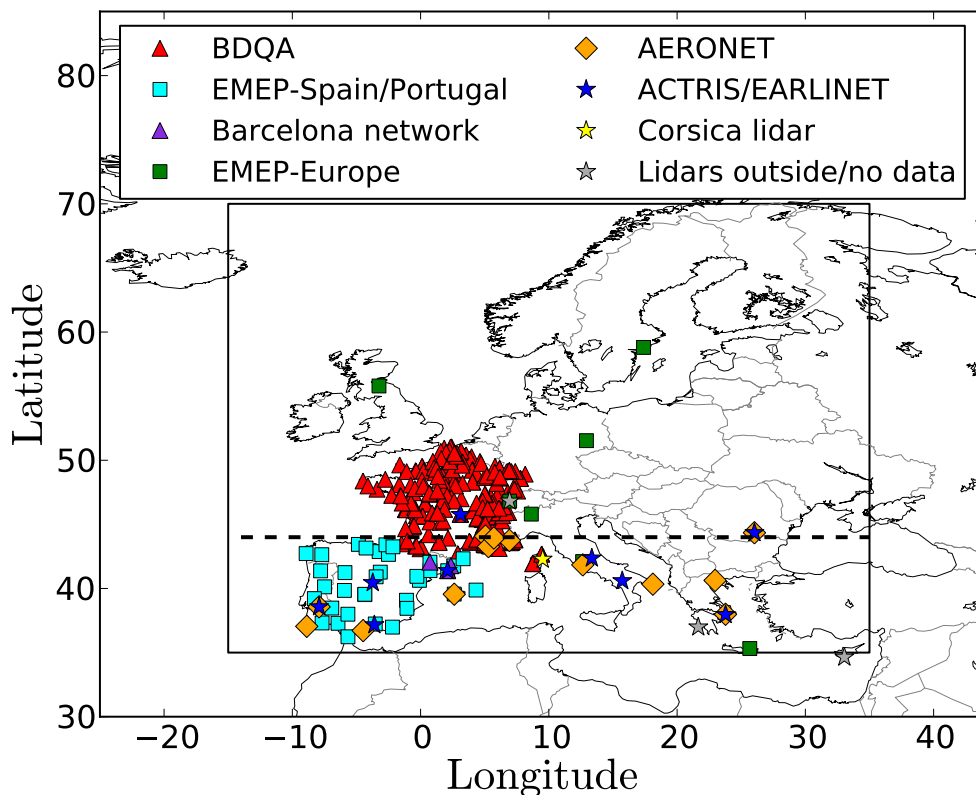 BDQA
EMEP-Spain/Portugal
Barcelona network
EMEP-Europe
AERONET
ACTRIS/EARLINET
Corsica lidar
Lidars outside/no data
Latitude
80
70
60
50
40
30
−20
−10
0
10
20
30
40
Longitude